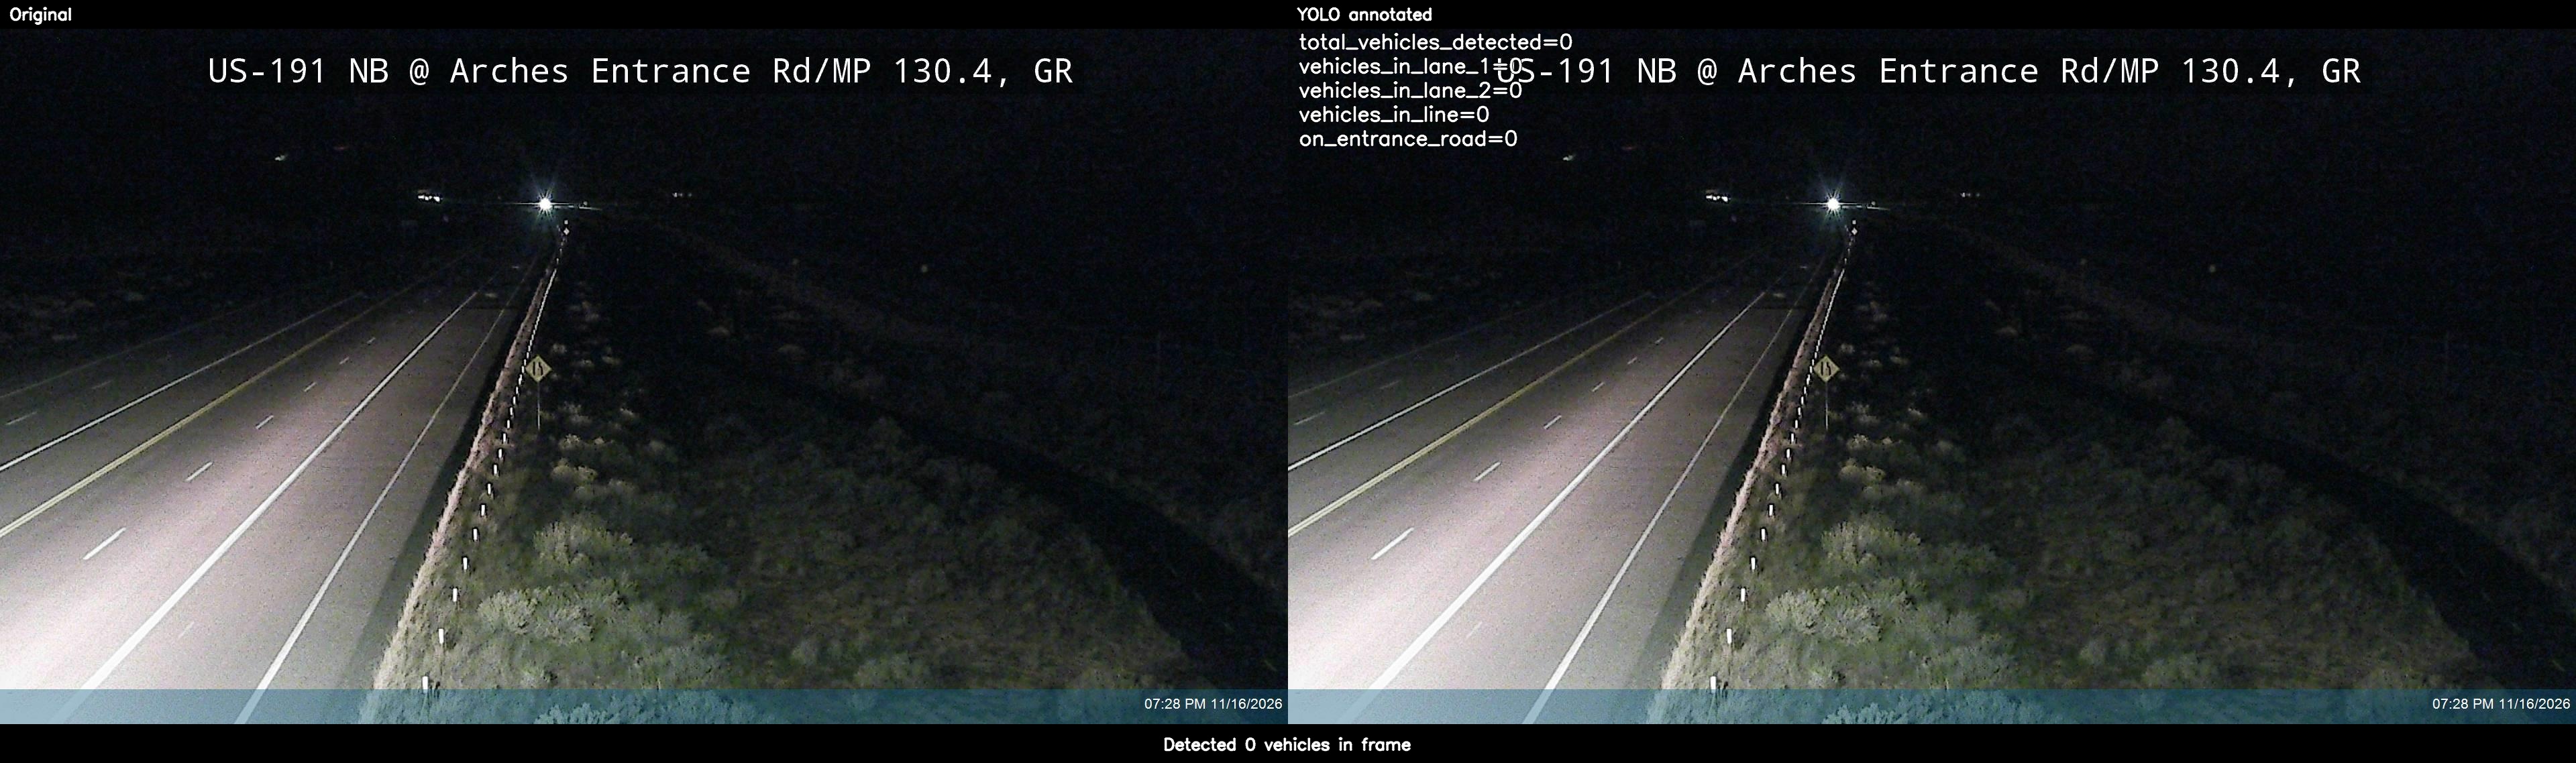 Original
US-191 NB @ Arches Entrance Rd/MP 130.4, GR
07:28 PM 11/16/2026
YOLO annotated
total_vehicles_detected=0
vehicles_in_lane_1=0
vehicles_in_lane_2=0
vehicles_in_line=0
on_entrance_road=0
US-191 NB @ Arches Entrance Rd/MP 130.4, GR
07:28 PM 11/16/2026
Detected 0 vehicles in frame